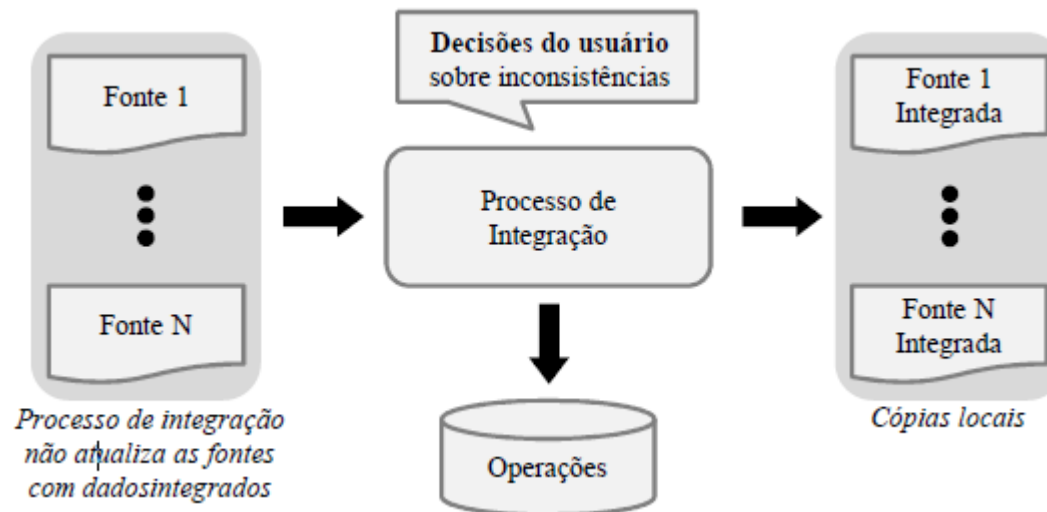 Fonte 1
Fonte N
Processo de integração
não atualiza as fontes
com dadosintegrados
Decisões do usuário
sobre inconsistências
Processo de
Integração
Operações
Fonte 1
Integrada
Fonte N
Integrada
Cópias locais